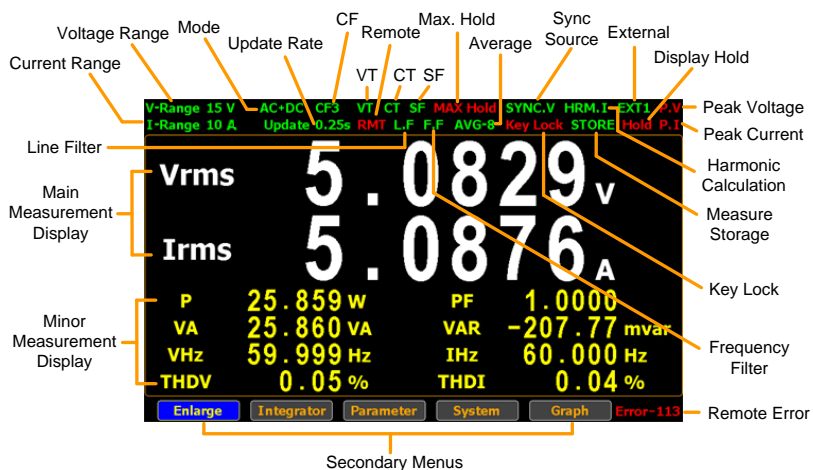 CF
Max. Hold
Sync
Source
External
Voltage Range
Mode
Update Rate
Remote
Average
Display Hold
Current Range
VT
CT
SF
V-Range 15 V AC+DC CF3 VT CT SF MAX Hold SYNC.V HRM.I EXT1 P.V
Peak Voltage
I-Range 10 A Update 0.25s RMT L.F F.F AVG-8 Key Lock STORE Hold P.I
Peak Current
Line Filter
Harmonic
Calculation
Main
Measurement
Display
Vrms 5.0829 V
Measure
Storage
Irms 5.0876 A
Key Lock
Minor
Measurement
Display
P 25.859 W PF 1.0000
VA 25.860 VA VAR -207.77 mvar
VHz 59.999 Hz IHz 60.000 Hz
THDV 0.05 % THDI 0.04 %
Frequency
Filter
Enlarge Integrator Parameter System Graph Error-113
Remote Error
Secondary Menus